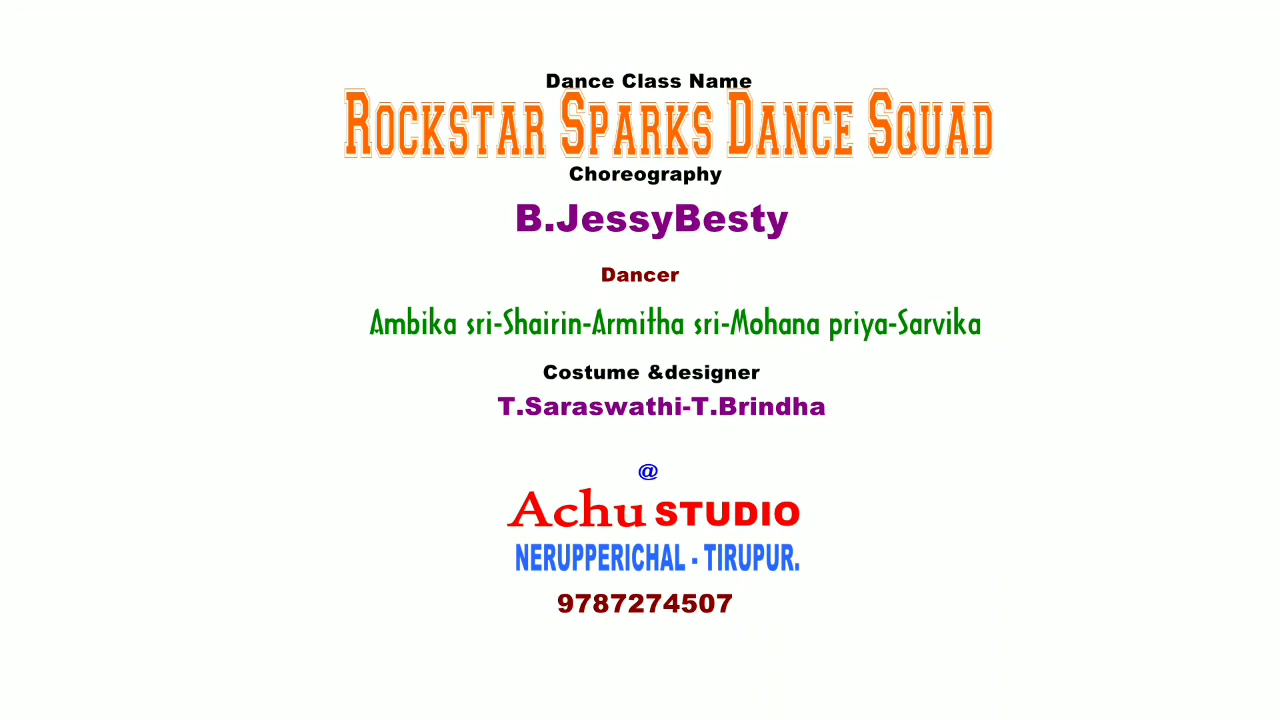 Dance Class Name
Rockstar Sparks Dance Squad
Choreography
B.JessyBesty
Dancer
Ambika sri-Shairin-Armitha sri-Mohana priya-Sarvika
Costume &designer
T.Saraswathi-T.Brindha
@
Achu STUDIO
NERUPPERICHAL - TIRUPUR.
9787274507